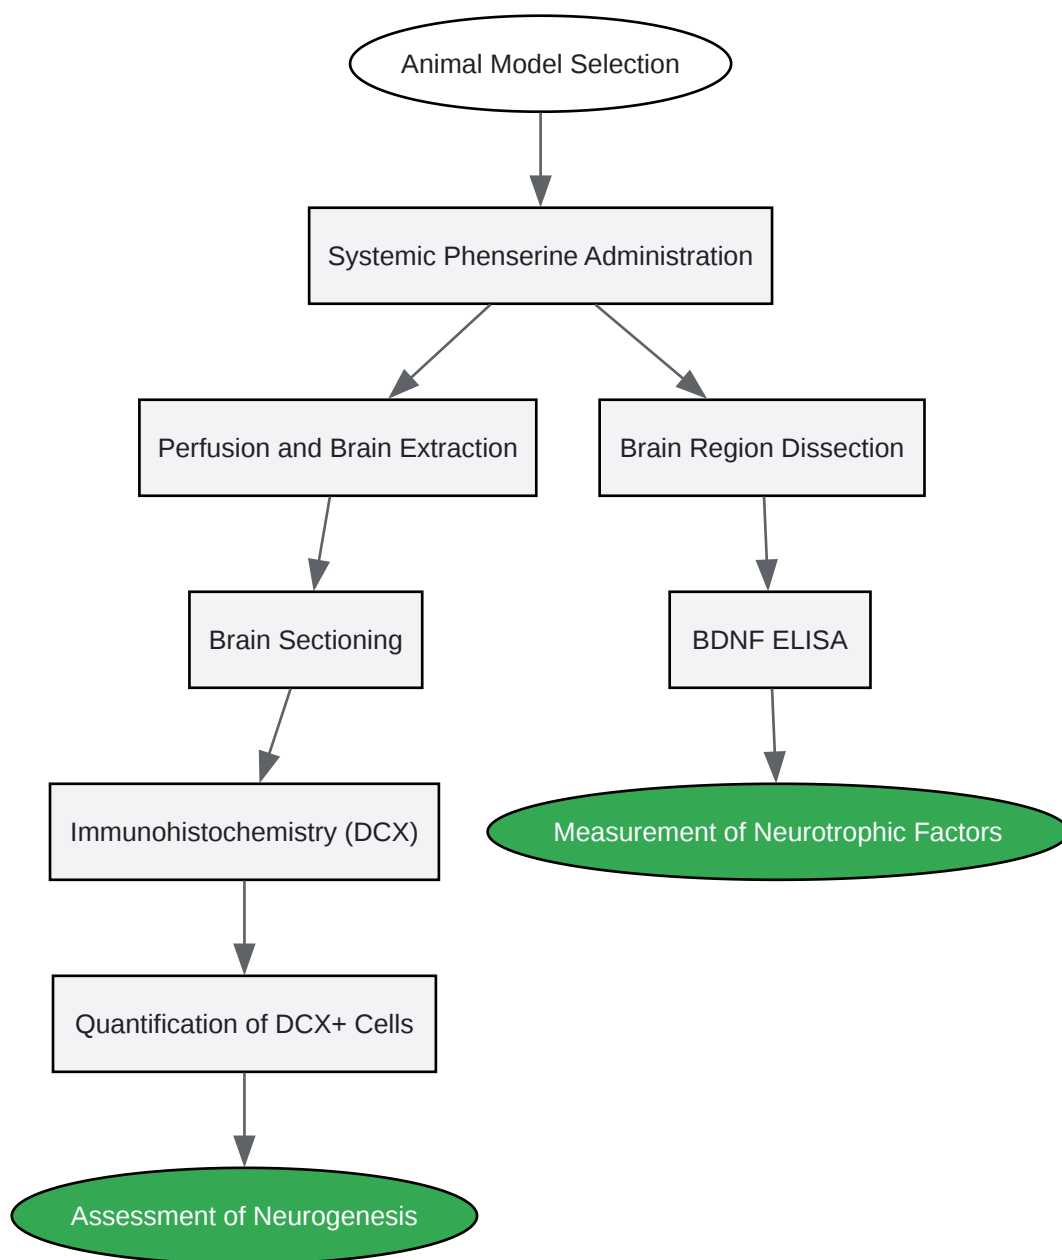 Animal Model Selection
Systemic Phenserine Administration
Perfusion and Brain Extraction
Brain Region Dissection
Brain Sectioning
BDNF ELISA
Immunohistochemistry (DCX)
Measurement of Neurotrophic Factors
Quantification of DCX+ Cells
Assessment of Neurogenesis